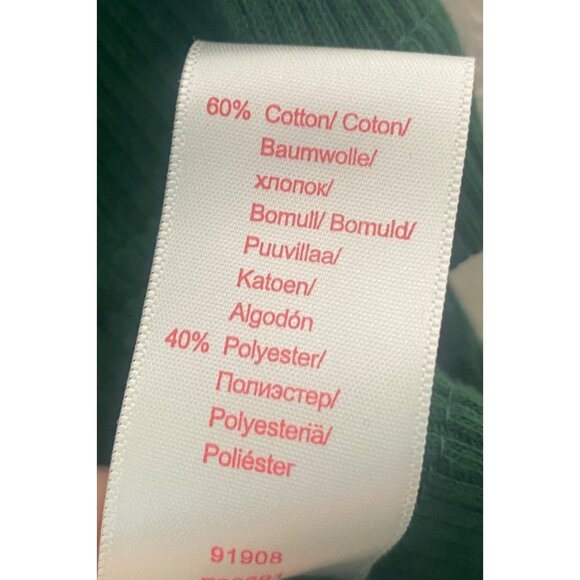 60% Cotton/ Coton/
Baumwolle/
хлопок/
Bomull/ Bomuld/
Puuvillaa/
Katoen/
Algodón
40% Polyester/
Полиэстер/
Polyesteriä/
Poliéster
91908